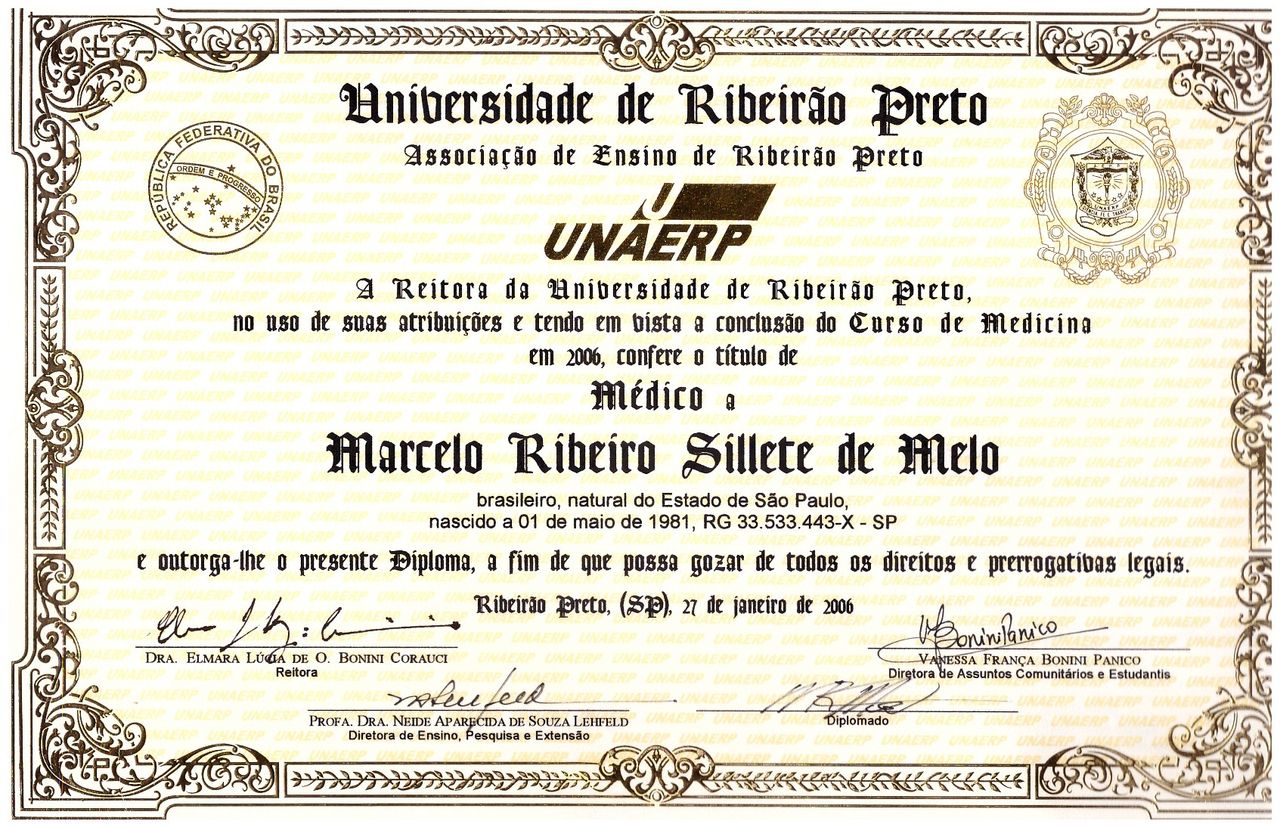 Universidade de Ribeirão Preto
Associação de Ensino de Ribeirão Preto
REPÚBLICA FEDERATIVA DO BRASIL
ORDEM E PROGRESSO
UNAERP
A Reitora da Universidade de Ribeirão Preto,
no uso de suas atribuições e tendo em vista a conclusão do Curso de Medicina
em 2006, confere o título de
Médico a
Marcelo Ribeiro Sillete de Melo
brasileiro, natural do Estado de São Paulo,
nascido a 01 de maio de 1981, RG 33.533.443-X - SP
e outorga-lhe o presente Diploma, a fim de que possa gozar de todos os direitos e prerrogativas legais.
Ribeirão Preto, (SP), 27 de janeiro de 2006
DRA. ELMARA LÚCIA DE O. BONINI CORAUCI
Reitora
VBoniniPanico
VANESSA FRANÇA BONINI PANICO
Diretora de Assuntos Comunitários e Estudantis
PROFA. DRA. NEIDE APARECIDA DE SOUZA LEHFELD
Diretora de Ensino, Pesquisa e Extensão
Diplomado